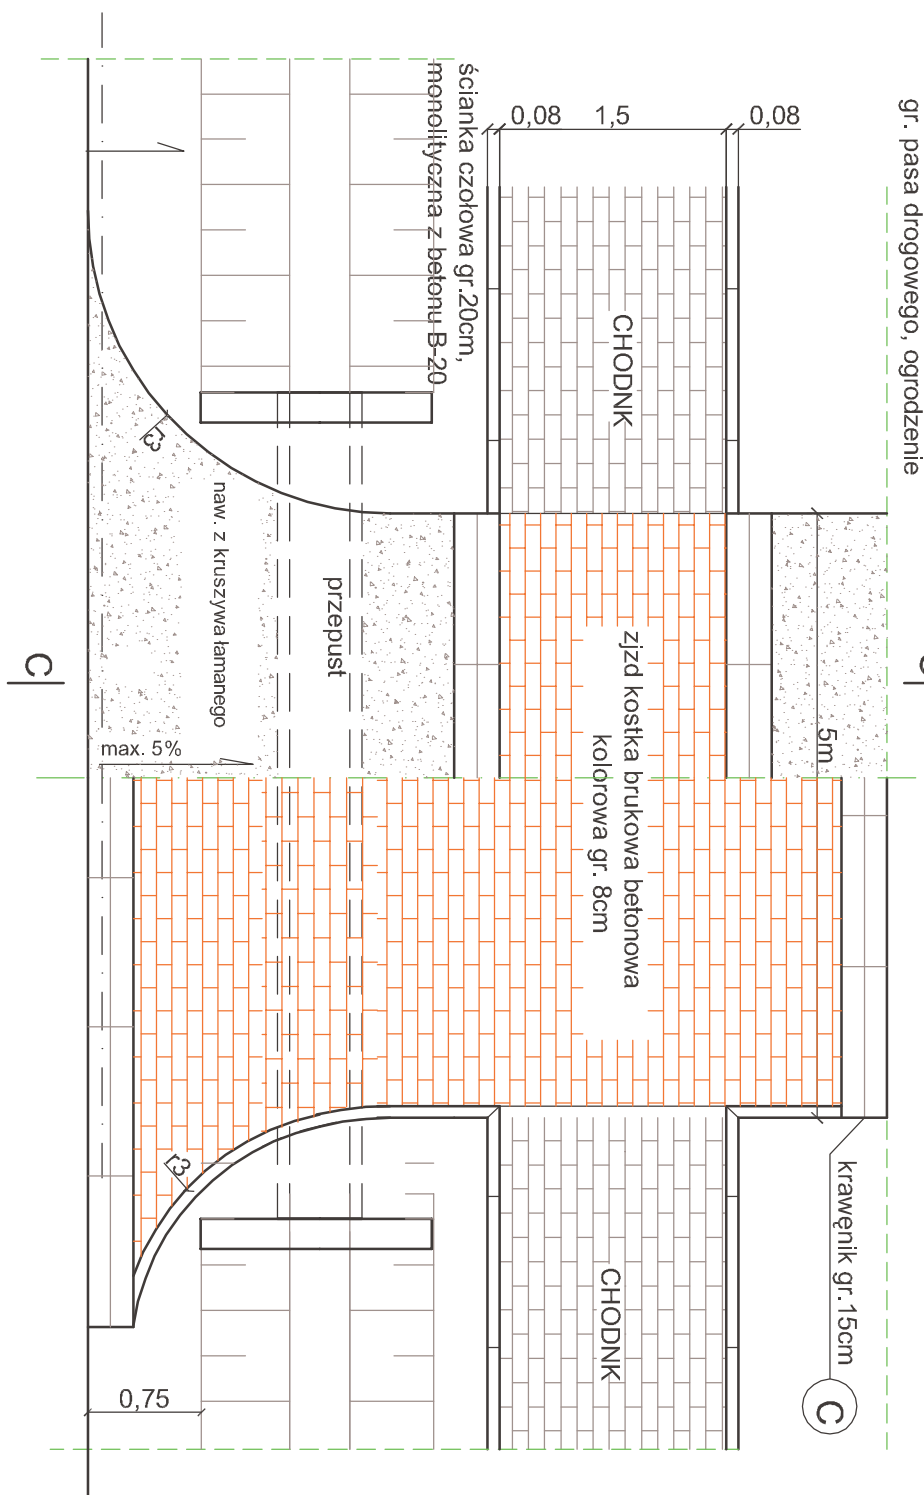 gr. pasa drogowego, ogrodzenie
0,08
1,5
0,08
ścianka czołowa gr.20cm,
monolityczna z betonu B-20
CHODNK
r3
naw. z kruszywa łamanego
przepust
zjzd kostka brukowa betonowa
kolorowa gr. 8cm
5m
C
max. 5%
r3
krawęnik gr.15cm
C
CHODNK
0,75